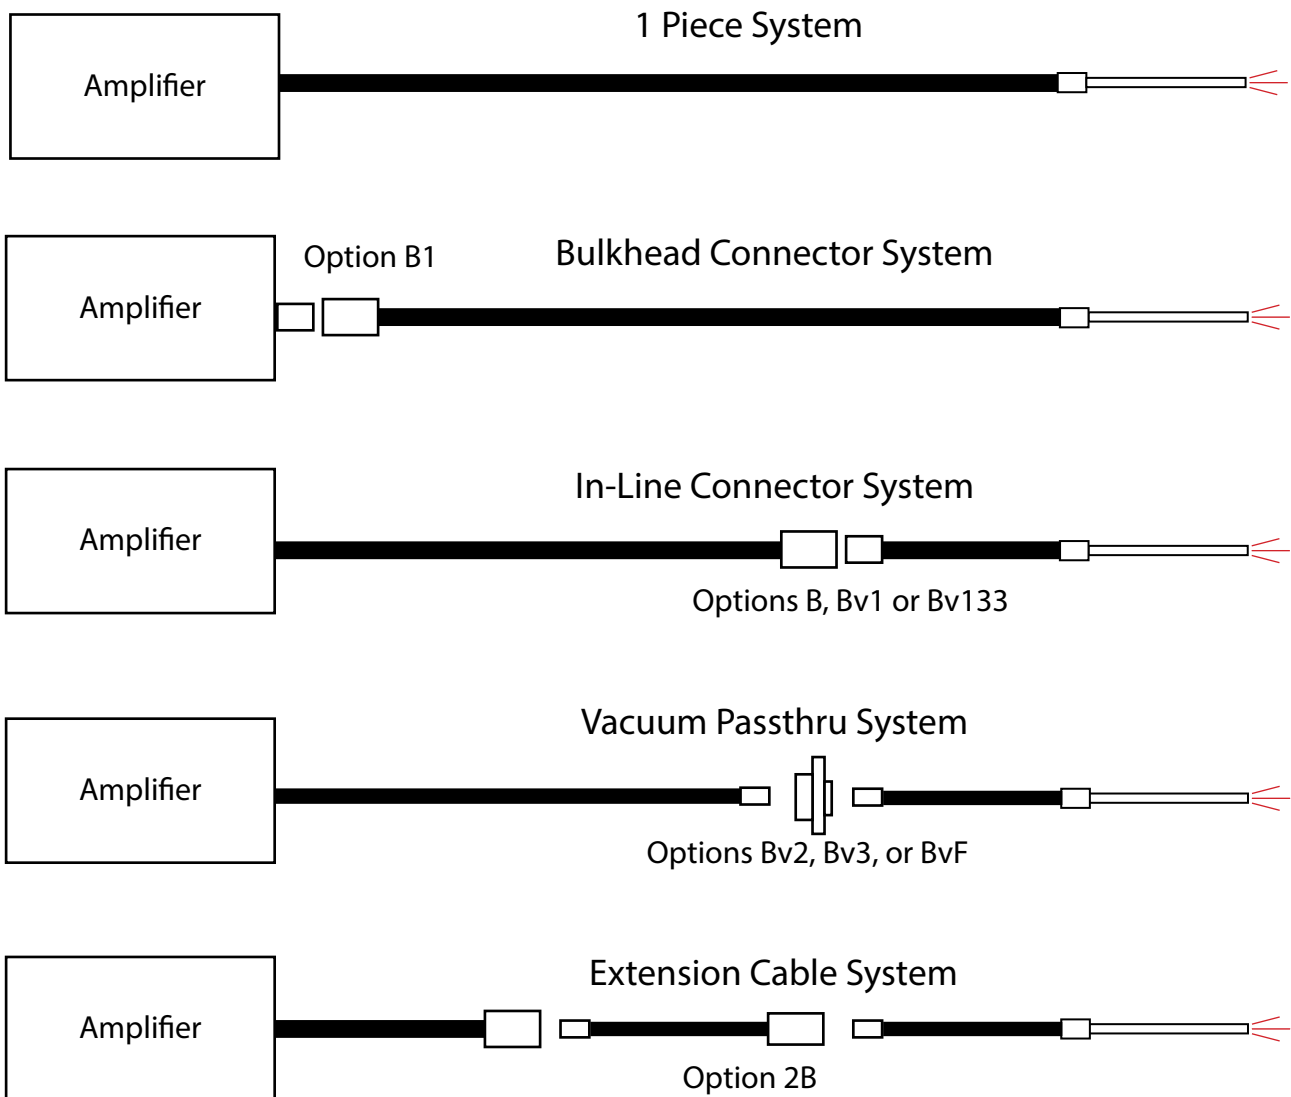 1 Piece System
Amplifier
Option B1
Bulkhead Connector System
Amplifier
In-Line Connector System
Amplifier
Options B, Bv1 or Bv133
Vacuum Passthru System
Amplifier
Options Bv2, Bv3, or BvF
Extension Cable System
Amplifier
Option 2B